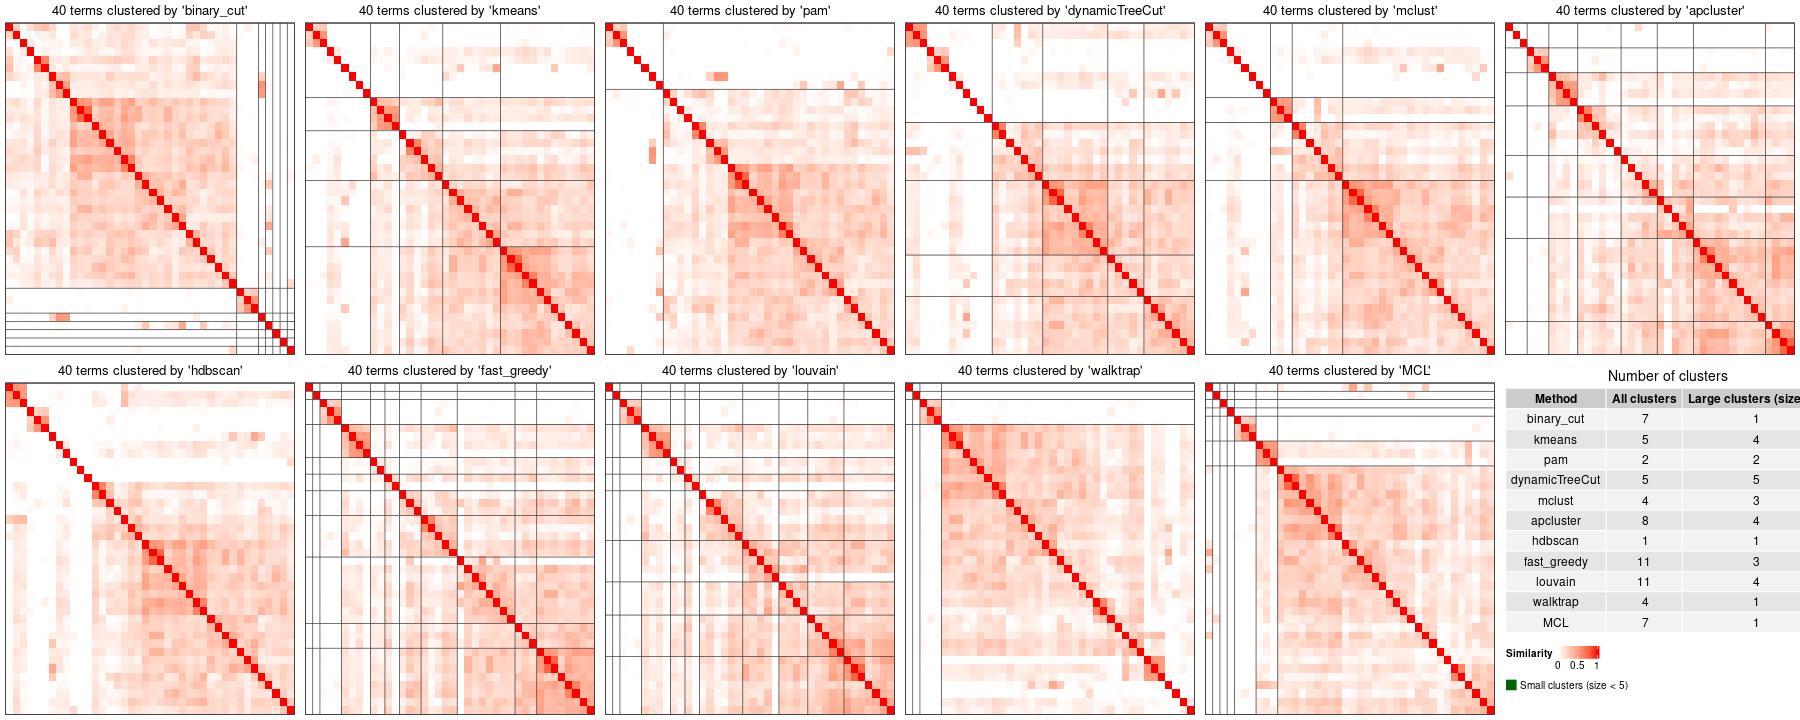 40 terms clustered by 'binary_cut'
40 terms clustered by 'kmeans'
40 terms clustered by 'pam'
40 terms clustered by 'dynamicTreeCut'
40 terms clustered by 'mclust'
40 terms clustered by 'apcluster'
40 terms clustered by 'hdbscan'
40 terms clustered by 'fast_greedy'
40 terms clustered by 'louvain'
40 terms clustered by 'walktrap'
40 terms clustered by 'MCL'
Number of clusters
Method All clusters Large clusters (size
binary_cut 7 1
kmeans 5 4
pam 2 2
dynamicTreeCut 5 5
mclust 4 3
apcluster 8 4
hdbscan 1 1
fast_greedy 11 3
louvain 11 4
walktrap 4 1
MCL 7 1
Similarity
0 0.5 1
Small clusters (size < 5)